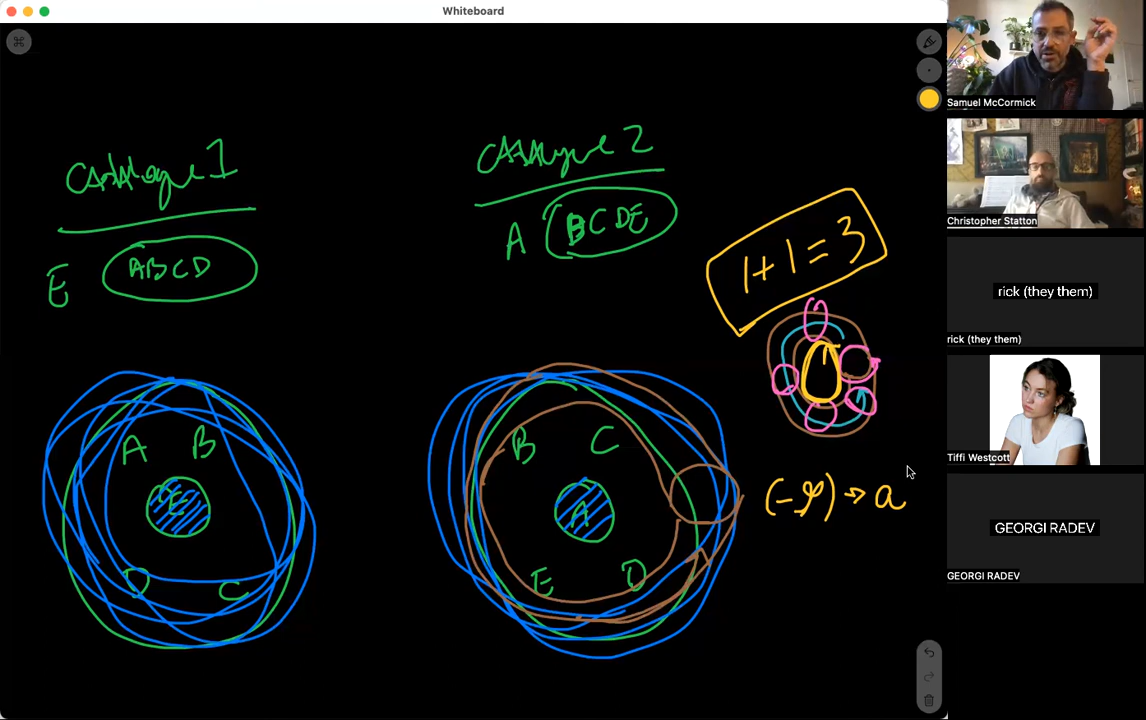 Whiteboard
Catalogue 1
E ABCD
Catalogue 2
A BCDE
1+1=3
A B
E
D C
B C
A
E D
(-φ) → a
Samuel McCormick
Christopher Statton
rick (they them)
rick (they them)
Tiffi Westcott
GEORGI RADEV
GEORGI RADEV